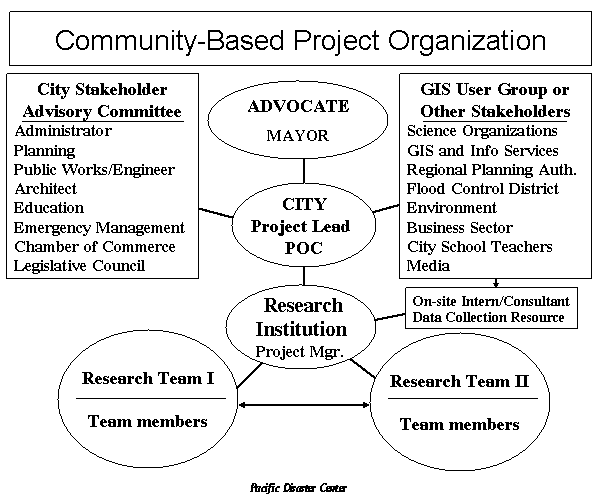 Community-Based Project Organization
City Stakeholder
Advisory Committee
Administrator
Planning
Public Works/Engineer
Architect
Education
Emergency Management
Chamber of Commerce
Legislative Council
ADVOCATE
MAYOR
CITY
Project Lead
POC
GIS User Group or
Other Stakeholders
Science Organizations
GIS and Info Services
Regional Planning Auth.
Flood Control District
Environment
Business Sector
City School Teachers
Media
On-site Intern/Consultant
Data Collection Resource
Research
Institution
Project Mgr.
Research Team I
Team members
Research Team II
Team members
Pacific Disaster Center